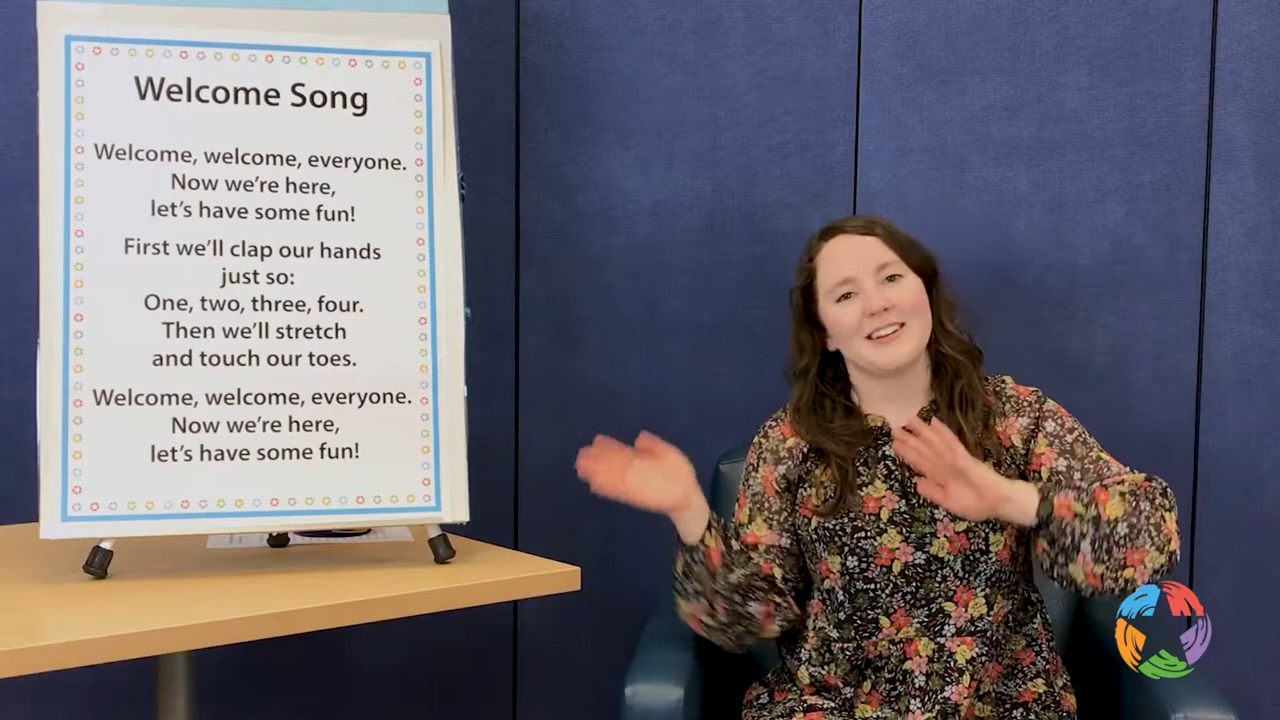 Welcome Song
Welcome, welcome, everyone.
Now we're here,
let's have some fun!
First we'll clap our hands
just so:
One, two, three, four.
Then we'll stretch
and touch our toes.
Welcome, welcome, everyone.
Now we're here,
let's have some fun!